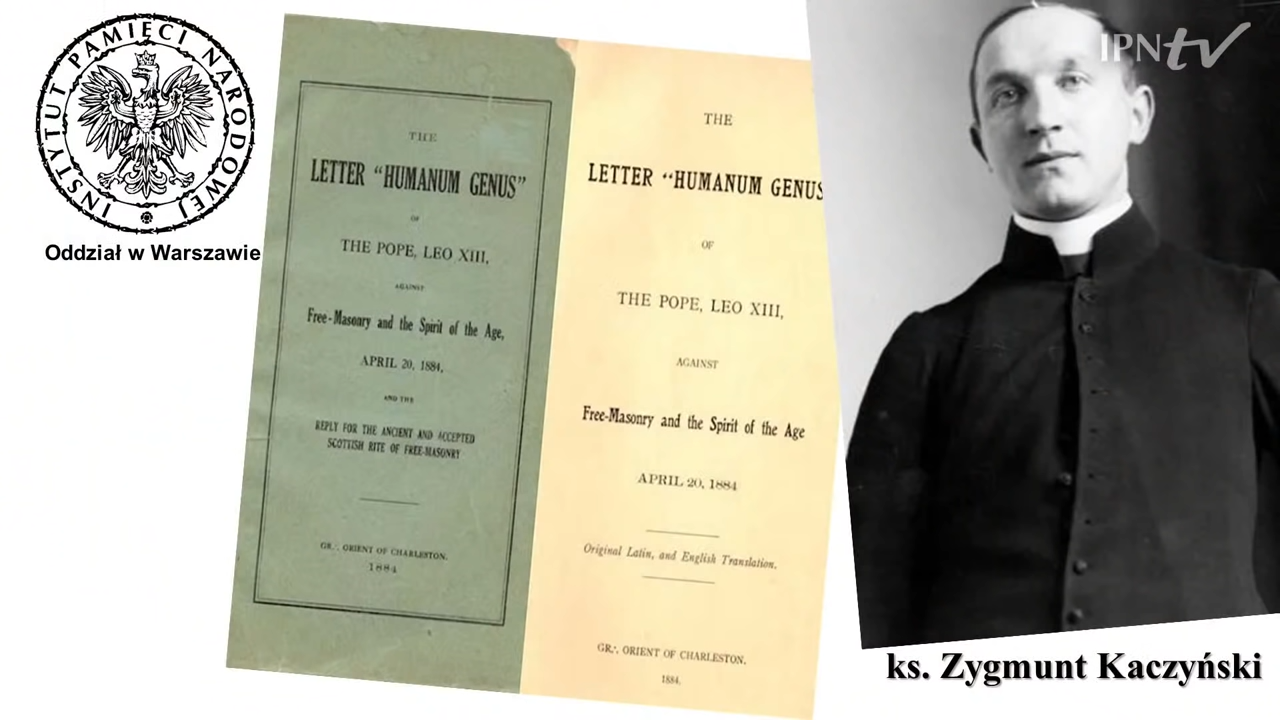 INSTYTUT PAMIĘCI NARODOWEJ
Oddział w Warszawie
THE
LETTER "HUMANUM GENUS"
OF
THE POPE, LEO XIII,
AGAINST
Free-Masonry and the Spirit of the Age,
APRIL 20, 1884,
AND THE
REPLY FOR THE ANCIENT AND ACCEPTED
SCOTTISH RITE OF FREE-MASONRY
GR∴ ORIENT OF CHARLESTON.
1884
THE
LETTER "HUMANUM GENUS
OF
THE POPE, LEO XIII,
AGAINST
Free-Masonry and the Spirit of the Age
APRIL 20, 1884
Original Latin, and English Translation.
GR∴ ORIENT OF CHARLESTON.
1884.
IPNtv
ks. Zygmunt Kaczyński